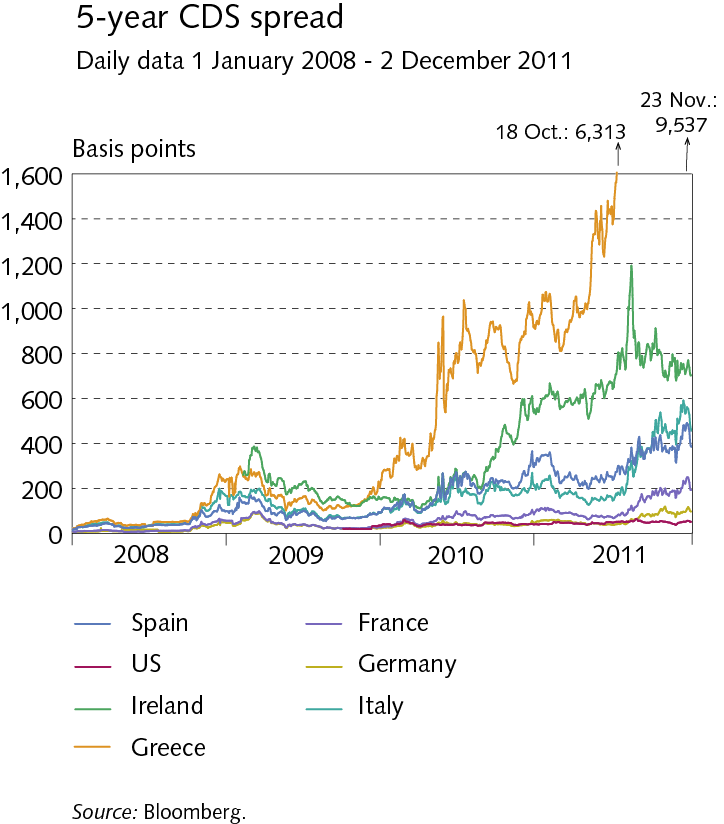 5-year CDS spread
Daily data 1 January 2008 - 2 December 2011
23 Nov.:
9,537
18 Oct.: 6,313
Basis points
1,600
1,400
1,200
1,000
800
600
400
200
0
2008 2009 2010 2011
Spain France
US Germany
Ireland Italy
Greece
Source: Bloomberg.